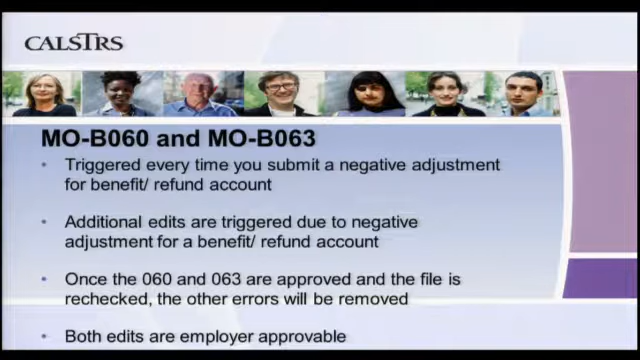 CALSTRS
MO-B060 and MO-B063
• Triggered every time you submit a negative adjustment
for benefit/ refund account
• Additional edits are triggered due to negative
adjustment for a benefit/ refund account
• Once the 060 and 063 are approved and the file is
rechecked, the other errors will be removed
• Both edits are employer approvable